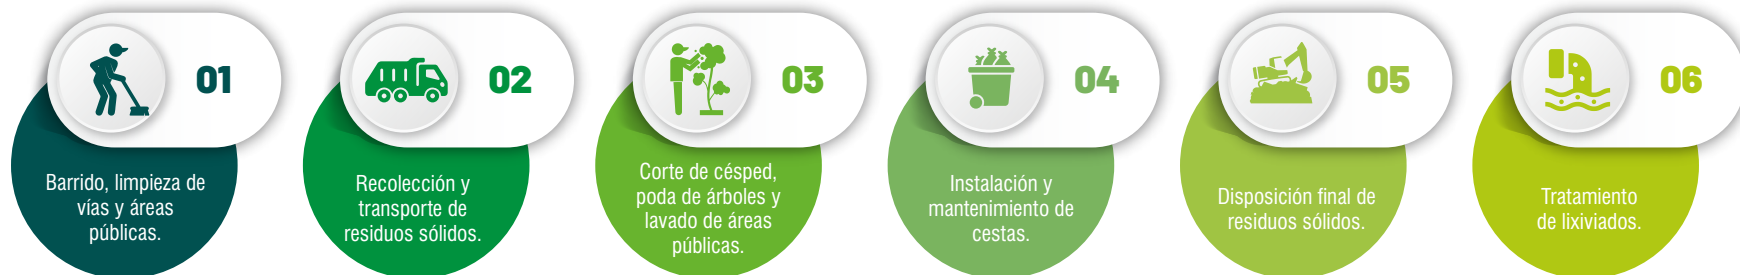 01
Barrido, limpieza de
vías y áreas
públicas.
02
Recolección y
transporte de
residuos sólidos.
03
Corte de césped,
poda de árboles y
lavado de áreas
públicas.
04
Instalación y
mantenimiento de
cestas.
05
Disposición final de
residuos sólidos.
06
Tratamiento
de lixiviados.